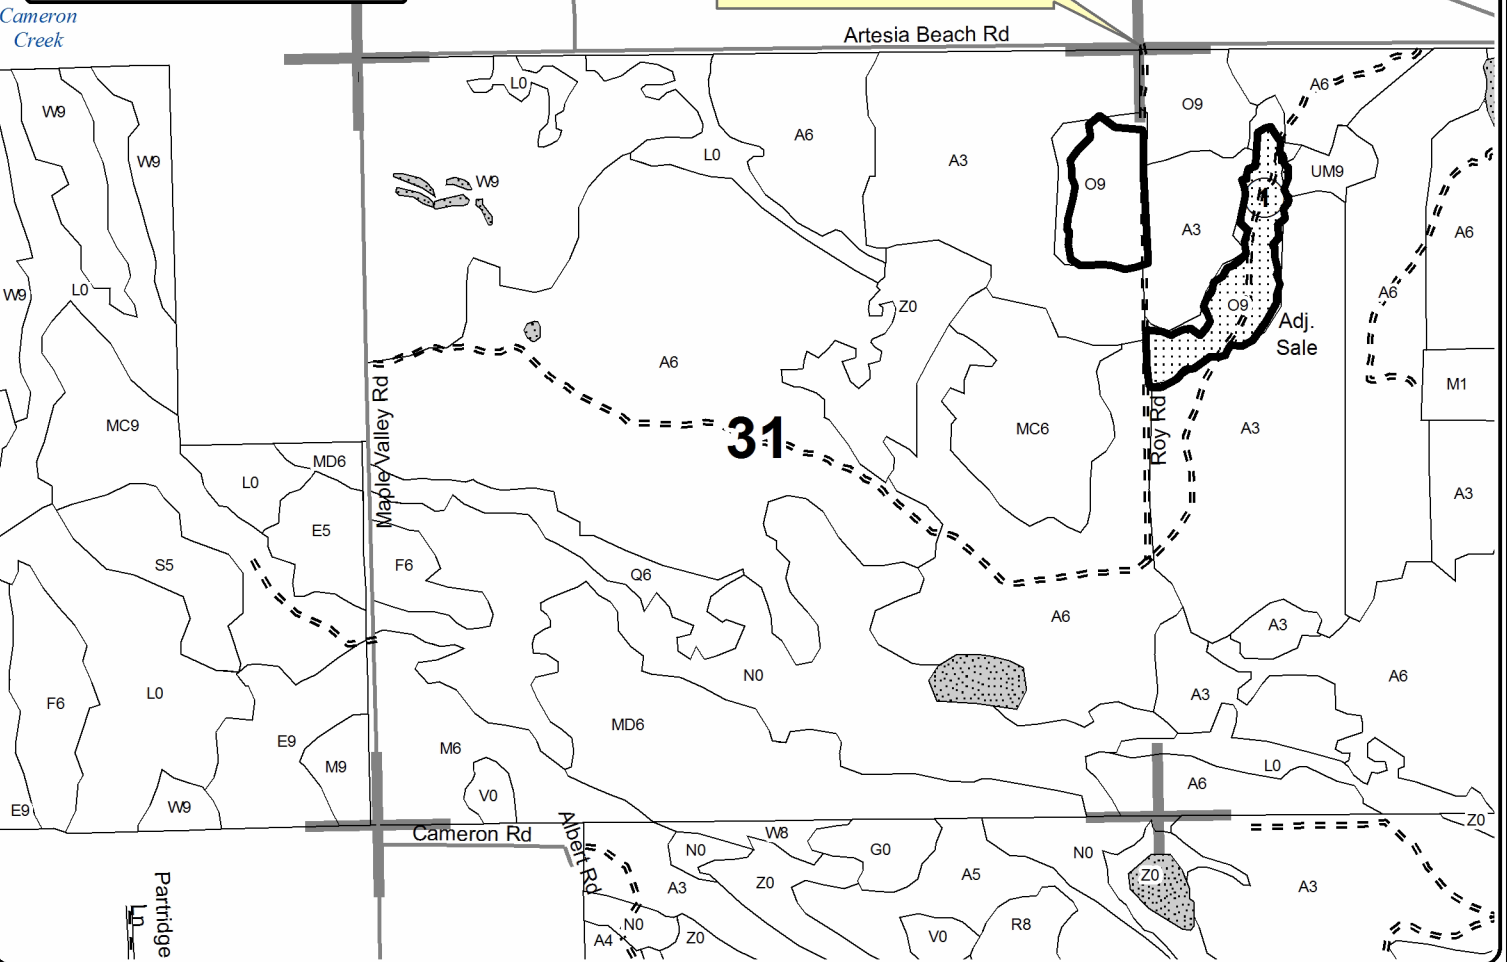 Cameron
Creek
Artesia Beach Rd
L0
A6
W9
O9
A6
W9
L0
A3
UM9
W9
O9
1
A3
A6
W9
L0
Z0
O9
A6
Adj.
Sale
A6
M1
Maple Valley Rd
MC9
31
MC6
Roy Rd
A3
MD6
L0
A3
E5
S5
F6
Q6
A6
A3
N0
A6
F6
L0
A3
MD6
E9
M6
M9
L0
A6
V0
E9
W9
Albert Rd
Cameron Rd
W8
Z0
N0
G0
N0
A3
Z0
A5
Z0
A3
Partridge
Ln
N0
A4
Z0
V0
R8